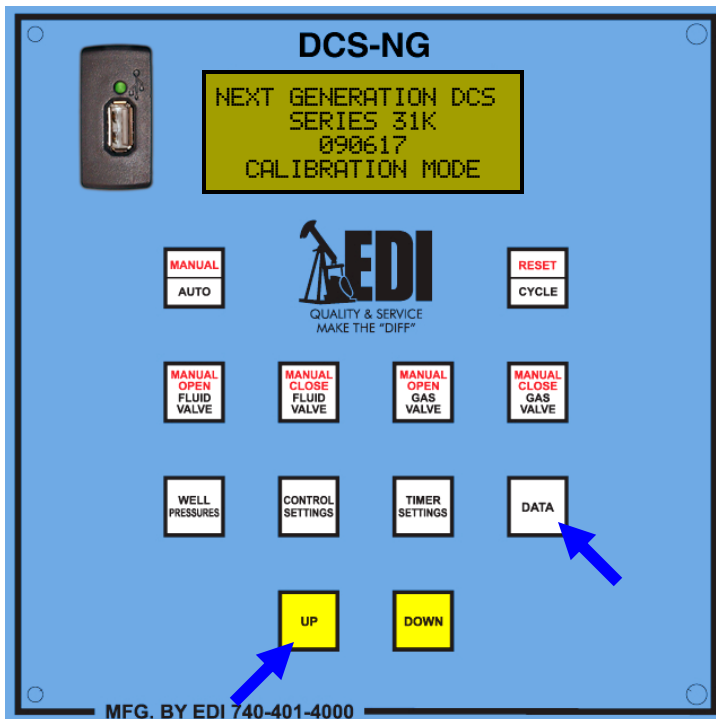 DCS-NG
NEXT GENERATION DCS
SERIES 31K
090617
CALIBRATION MODE
MANUAL
AUTO
EDI
QUALITY & SERVICE
MAKE THE “DIFF”
RESET
CYCLE
MANUAL
OPEN
FLUID
VALVE
MANUAL
CLOSE
FLUID
VALVE
MANUAL
OPEN
GAS
VALVE
MANUAL
CLOSE
GAS
VALVE
WELL
PRESSURES
CONTROL
SETTINGS
TIMER
SETTINGS
DATA
UP
DOWN
MFG. BY EDI 740-401-4000